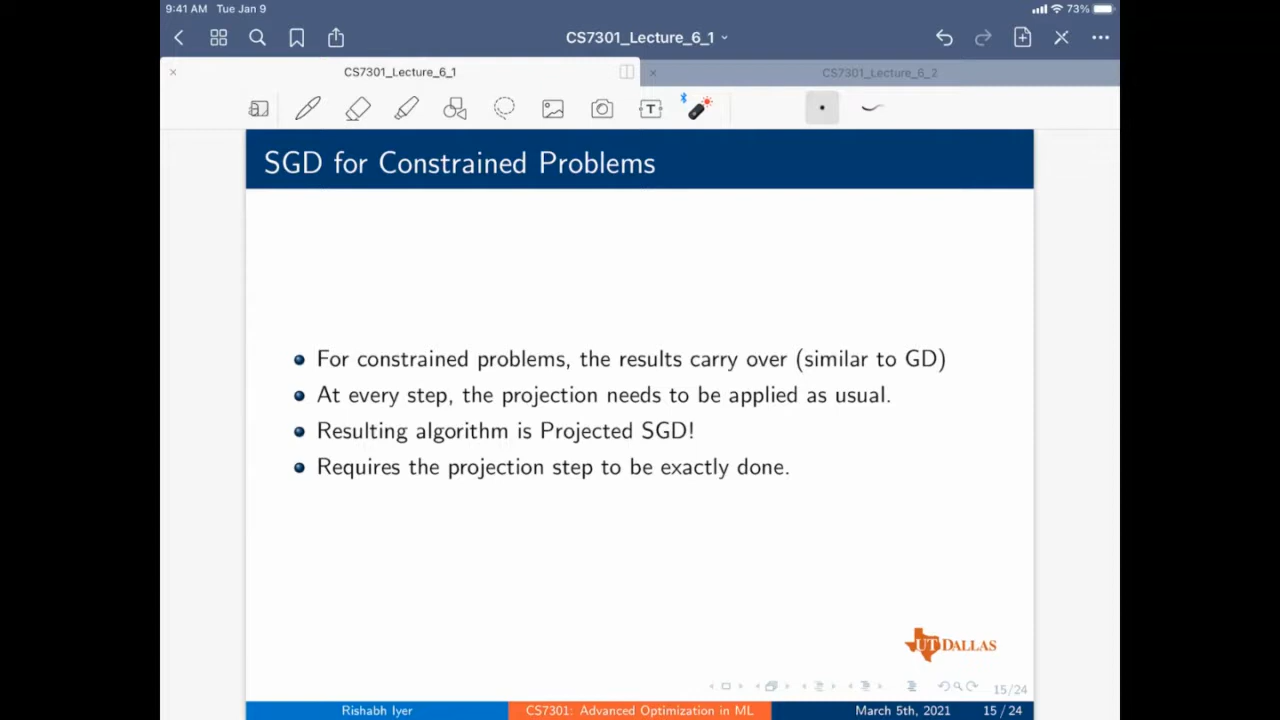 9:41 AM Tue Jan 9
73%
CS7301_Lecture_6_1
CS7301_Lecture_6_1
CS7301_Lecture_6_2
T
SGD for Constrained Problems
For constrained problems, the results carry over (similar to GD)
At every step, the projection needs to be applied as usual.
Resulting algorithm is Projected SGD!
Requires the projection step to be exactly done.
UT DALLAS
15/24
Rishabh Iyer
CS7301: Advanced Optimization in ML
March 5th, 2021
15 / 24